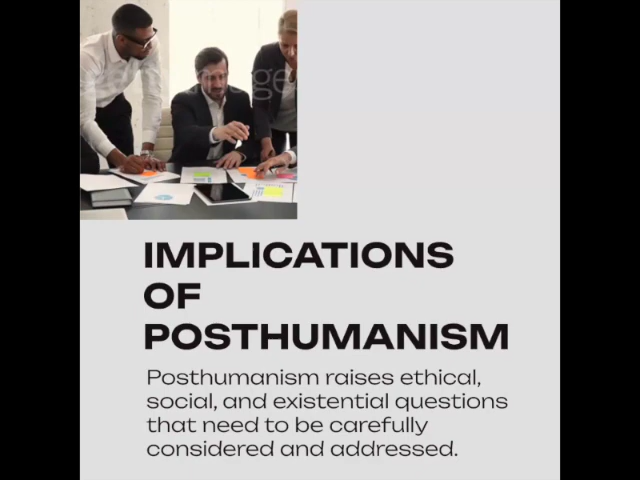 IMPLICATIONS
OF
POSTHUMANISM
Posthumanism raises ethical,
social, and existential questions
that need to be carefully
considered and addressed.